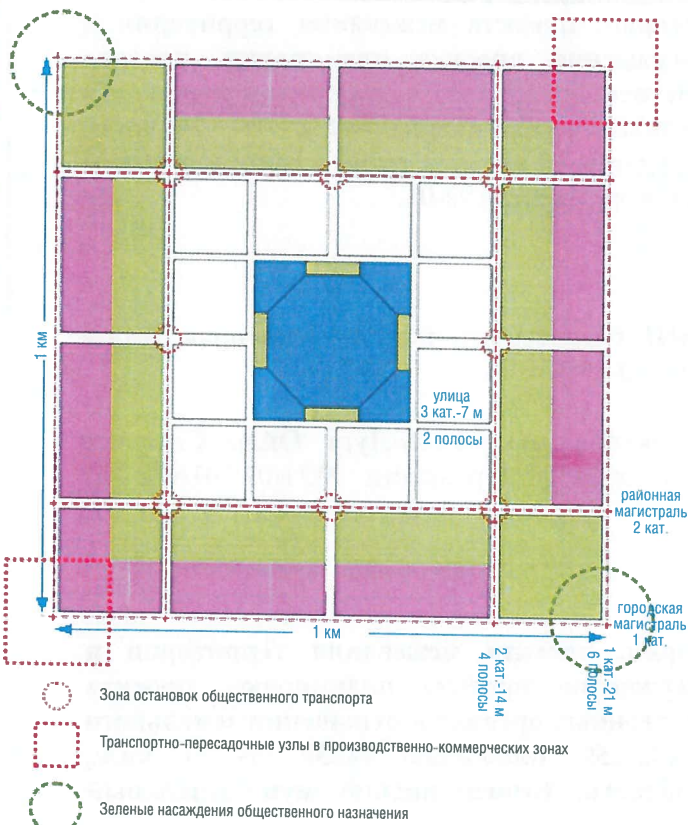 1 км
улица
3 кат.-7 м
2 полосы
районная
магистраль
2 кат.
городская
магистраль
1 кат.
1 км
2 кат.-14 м
4 полосы
1 кат.-21 м
6 полосы
Зона остановок общественного транспорта
Транспортно-пересадочные узлы в производственно-коммерческих зонах
Зеленые насаждения общественного назначения